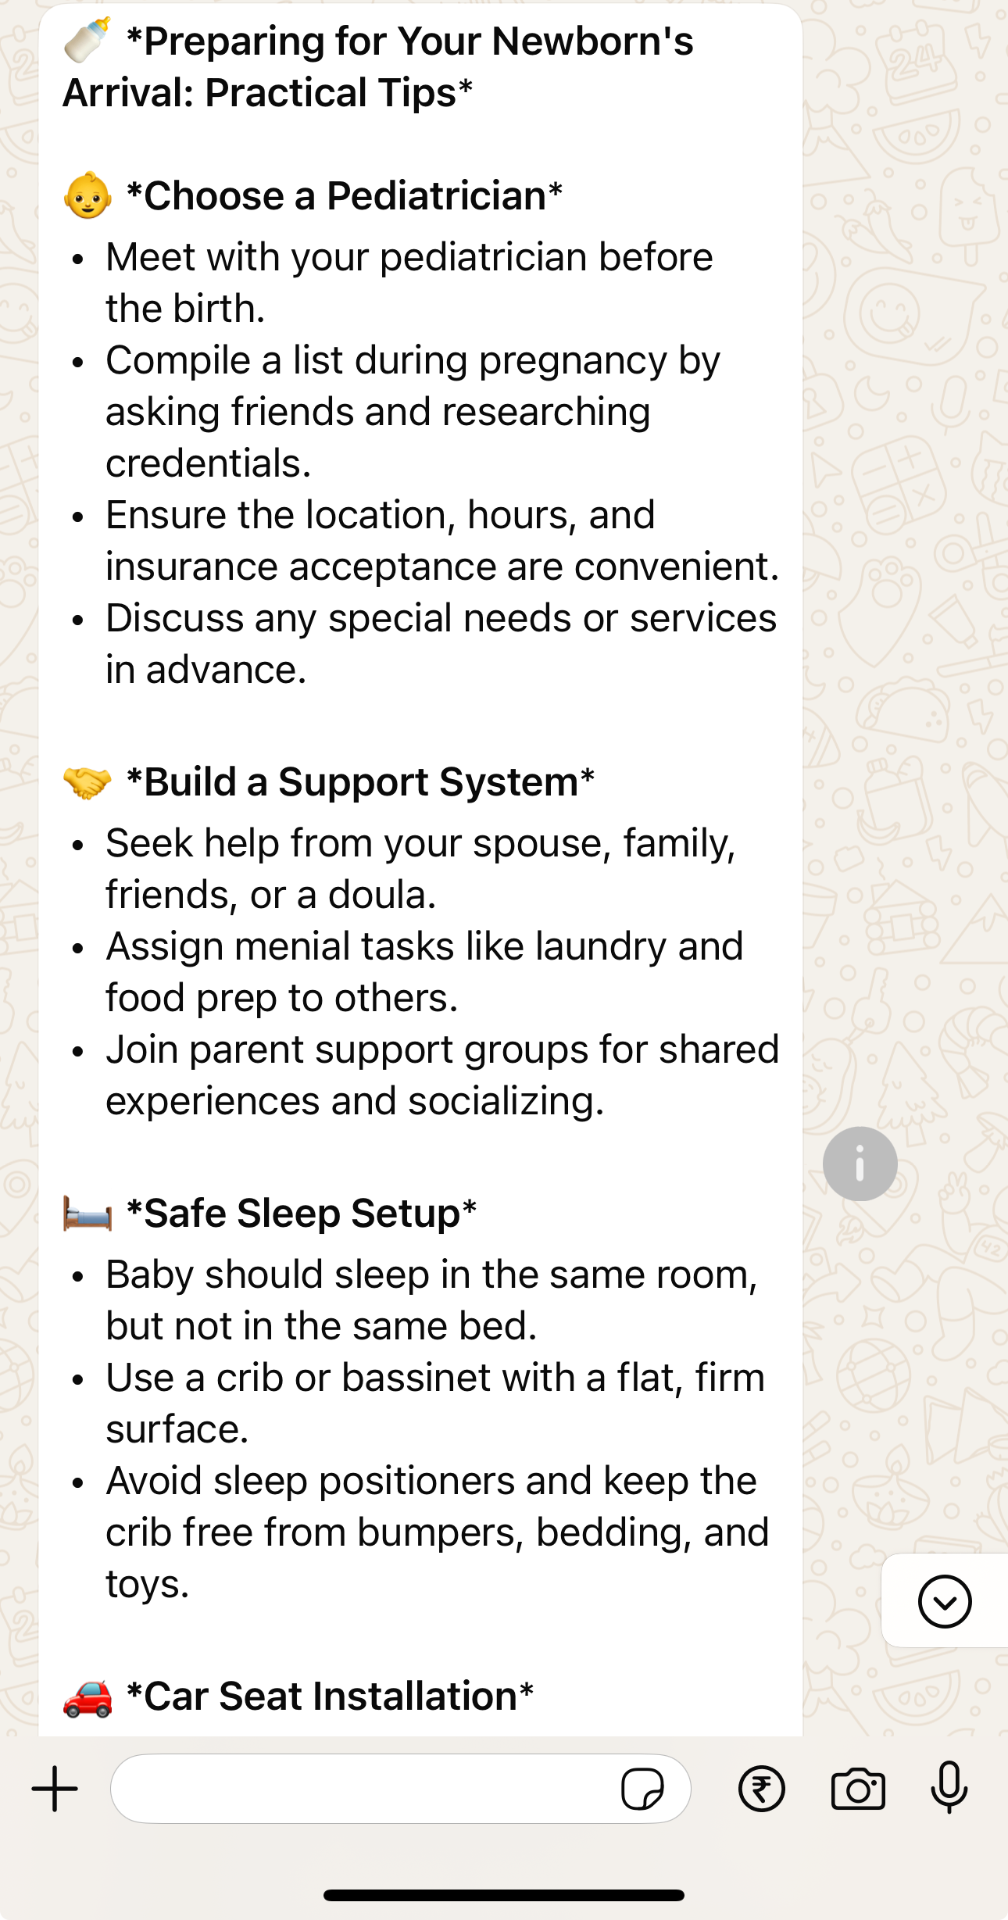 🍼 *Preparing for Your Newborn's
Arrival: Practical Tips*
👶 *Choose a Pediatrician*
• Meet with your pediatrician before
the birth.
• Compile a list during pregnancy by
asking friends and researching
credentials.
• Ensure the location, hours, and
insurance acceptance are convenient.
• Discuss any special needs or services
in advance.
🤝 *Build a Support System*
• Seek help from your spouse, family,
friends, or a doula.
• Assign menial tasks like laundry and
food prep to others.
• Join parent support groups for shared
experiences and socializing.
🛏️ *Safe Sleep Setup*
• Baby should sleep in the same room,
but not in the same bed.
• Use a crib or bassinet with a flat, firm
surface.
• Avoid sleep positioners and keep the
crib free from bumpers, bedding, and
toys.
🚗 *Car Seat Installation*